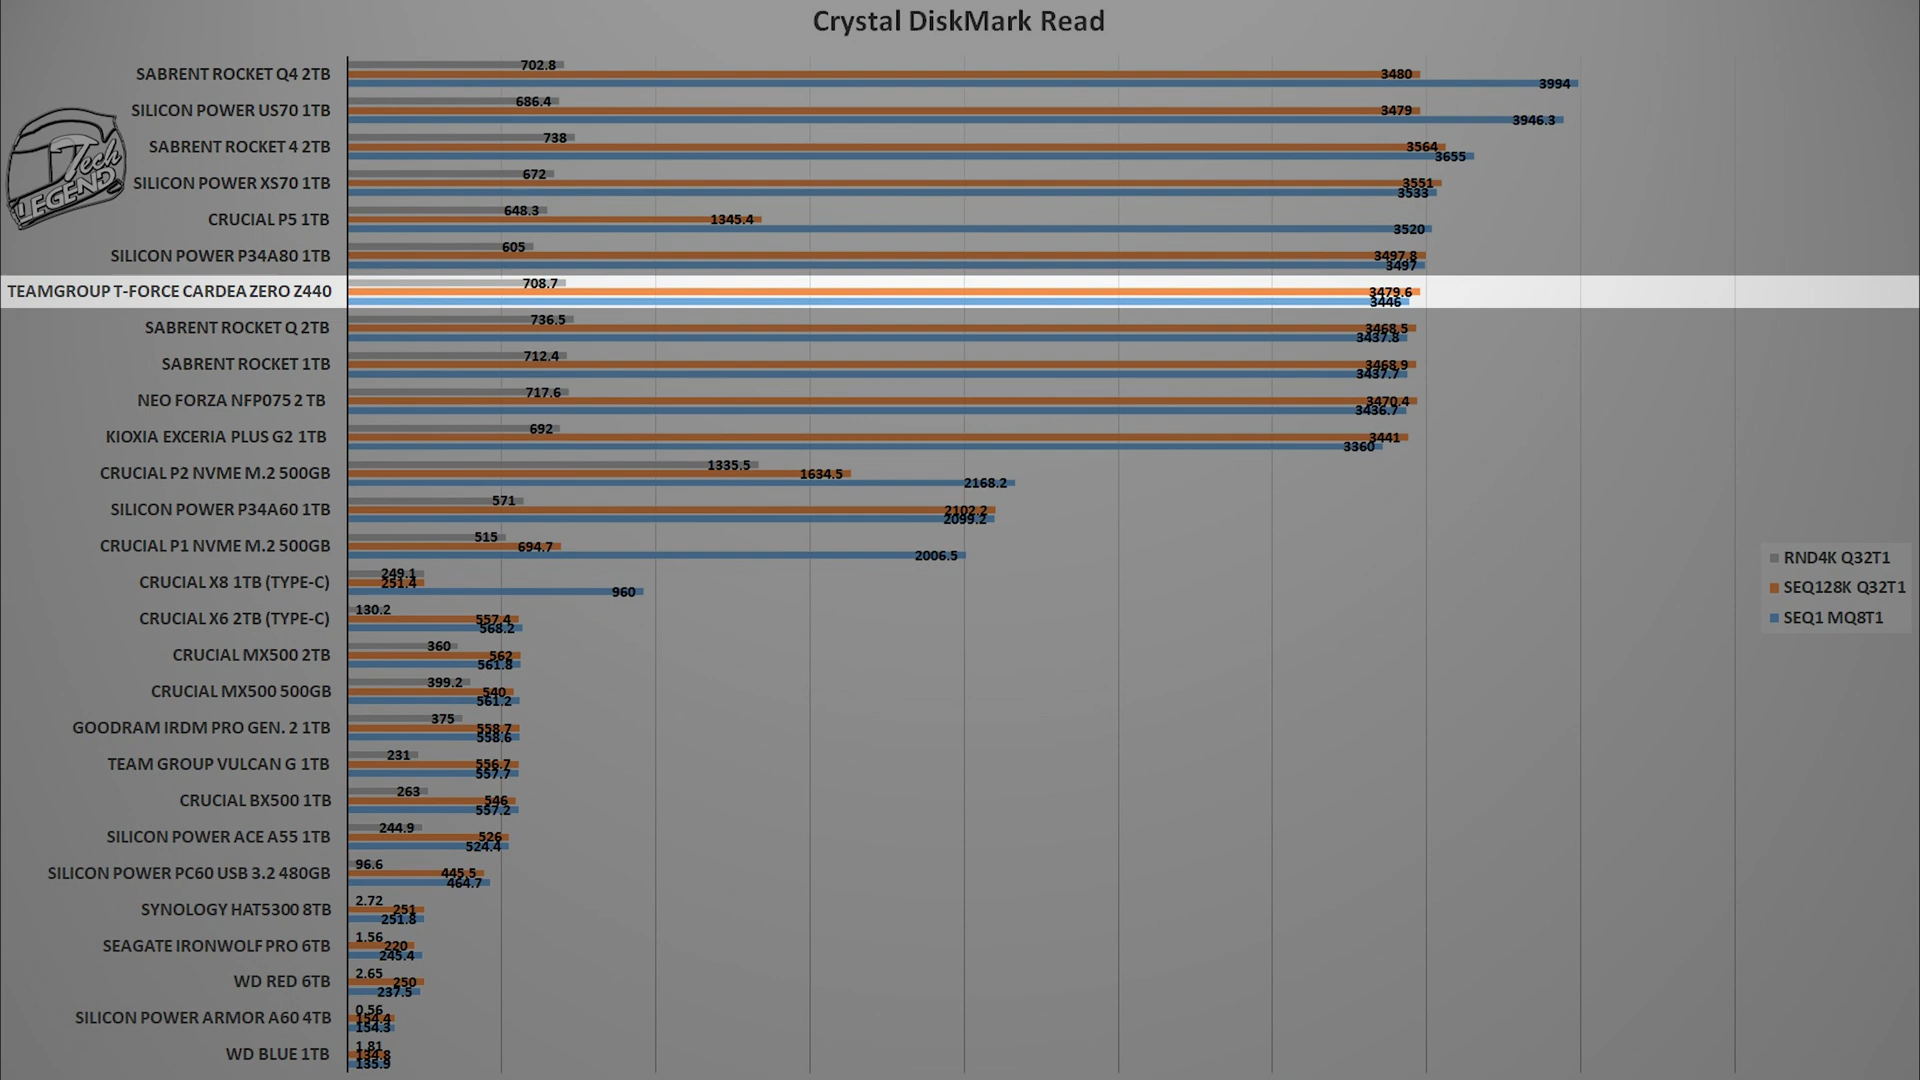 Crystal DiskMark Read
SABRENT ROCKET Q4 2TB
702.8
3480
3994
SILICON POWER US70 1TB
686.4
3479
3946.3
SABRENT ROCKET 4 2TB
738
3564
3655
SILICON POWER XS70 1TB
672
3551
3533
CRUCIAL P5 1TB
648.3
1345.4
3520
SILICON POWER P34A80 1TB
605
3497.8
3497
TEAMGROUP T-FORCE CARDEA ZERO Z440
708.7
3479.6
3446
SABRENT ROCKET Q 2TB
736.5
3468.5
3437.8
SABRENT ROCKET 1TB
712.4
3468.9
3437.7
NEO FORZA NFP075 2 TB
717.6
3470.4
3436.7
KIOXIA EXCERIA PLUS G2 1TB
692
3441
3360
CRUCIAL P2 NVME M.2 500GB
1335.5
1634.5
2168.2
SILICON POWER P34A60 1TB
571
2102.2
2099.2
CRUCIAL P1 NVME M.2 500GB
515
694.7
2006.5
CRUCIAL X8 1TB (TYPE-C)
249.1
251.4
960
CRUCIAL X6 2TB (TYPE-C)
130.2
557.4
568.2
CRUCIAL MX500 2TB
360
562
561.8
CRUCIAL MX500 500GB
399.2
540
561.2
GOODRAM IRDM PRO GEN. 2 1TB
375
558.7
558.6
TEAM GROUP VULCAN G 1TB
231
556.7
557.7
CRUCIAL BX500 1TB
263
546
557.2
SILICON POWER ACE A55 1TB
244.9
526
524.4
SILICON POWER PC60 USB 3.2 480GB
96.6
445.5
464.7
SYNOLOGY HAT5300 8TB
2.72
251
251.8
SEAGATE IRONWOLF PRO 6TB
1.56
220
245.4
WD RED 6TB
2.65
250
237.5
SILICON POWER ARMOR A60 4TB
0.56
154.4
154.3
WD BLUE 1TB
1.81
134.8
135.9
RND4K Q32T1
SEQ128K Q32T1
SEQ1 MQ8T1
Tech
LEGEND